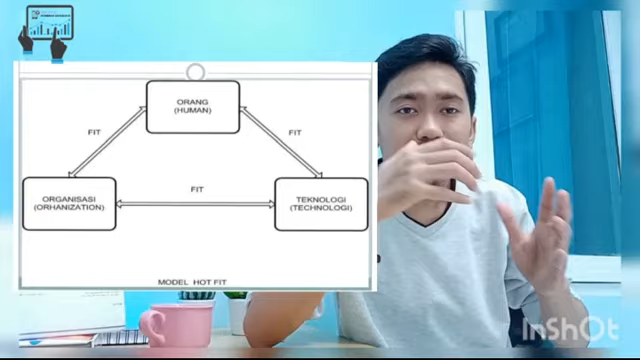 ORANG
(HUMAN)
FIT
FIT
ORGANISASI
(ORHANIZATION)
FIT
TEKNOLOGI
(TECHNOLOGI)
MODEL HOT FIT
InShOt